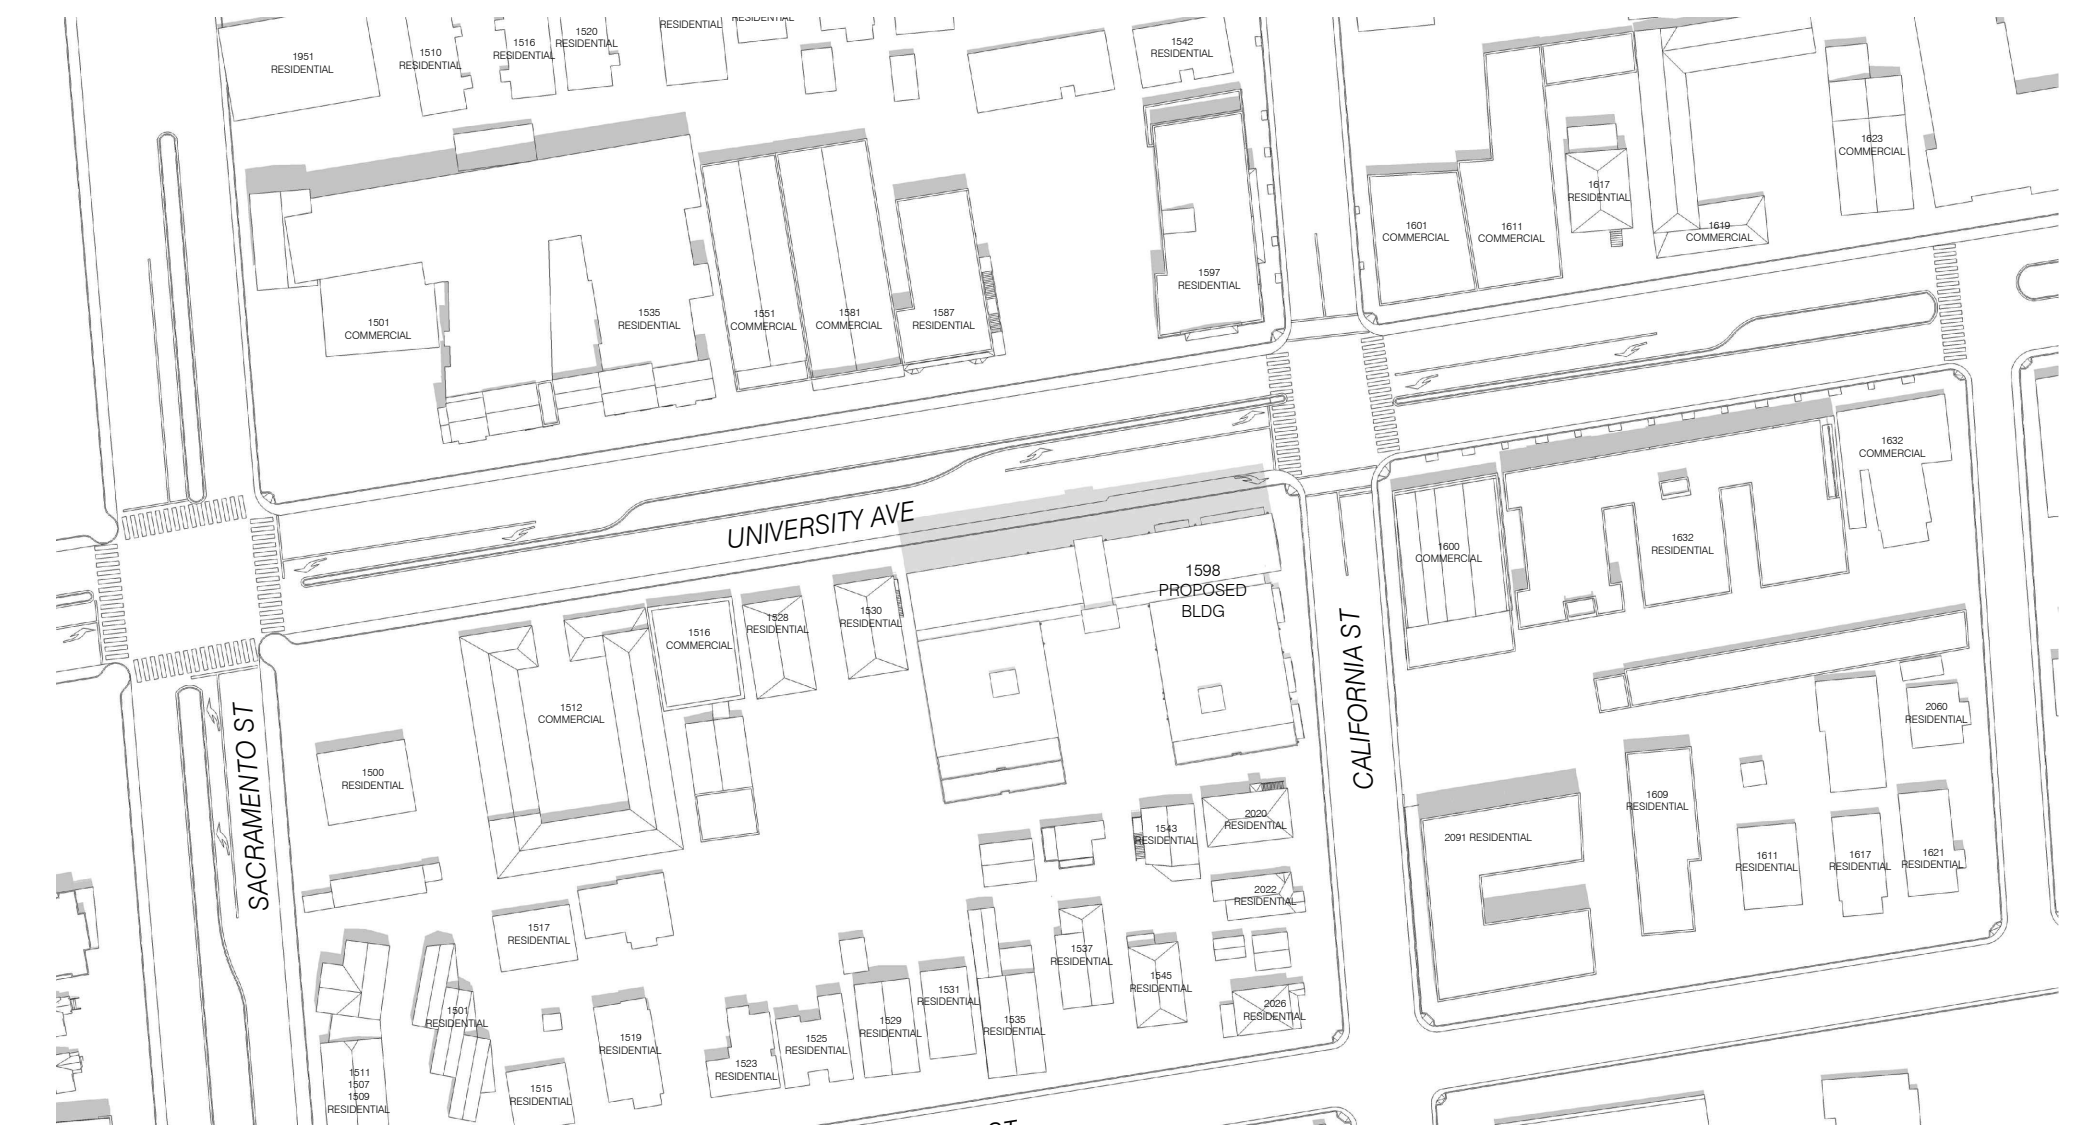 RESIDENTIAL
RESIDENTIAL
1520
RESIDENTIAL
1516
RESIDENTIAL
1510
RESIDENTIAL
1951
RESIDENTIAL
1542
RESIDENTIAL
1623
COMMERCIAL
1617
RESIDENTIAL
1601
COMMERCIAL
1611
COMMERCIAL
1619
COMMERCIAL
1597
RESIDENTIAL
1501
COMMERCIAL
1535
RESIDENTIAL
1551
COMMERCIAL
1581
COMMERCIAL
1587
RESIDENTIAL
1632
COMMERCIAL
UNIVERSITY AVE
1600
COMMERCIAL
1632
RESIDENTIAL
1598
PROPOSED
BLDG
1530
RESIDENTIAL
1528
RESIDENTIAL
1516
COMMERCIAL
1512
COMMERCIAL
CALIFORNIA ST
SACRAMENTO ST
2060
RESIDENTIAL
1500
RESIDENTIAL
1609
RESIDENTIAL
2020
RESIDENTIAL
1543
RESIDENTIAL
2091 RESIDENTIAL
1611
RESIDENTIAL
1617
RESIDENTIAL
1621
RESIDENTIAL
2022
RESIDENTIAL
1517
RESIDENTIAL
1537
RESIDENTIAL
1545
RESIDENTIAL
1531
RESIDENTIAL
2026
RESIDENTIAL
1501
RESIDENTIAL
1529
RESIDENTIAL
1535
RESIDENTIAL
1519
RESIDENTIAL
1525
RESIDENTIAL
1523
RESIDENTIAL
1511
1507
1509
RESIDENTIAL
1515
RESIDENTIAL
ST